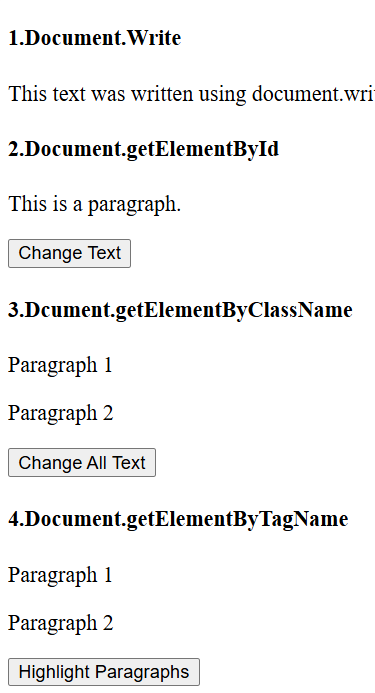 1.Document.Write
This text was written using document.wri
2.Document.getElementById
This is a paragraph.
Change Text
3.Dcument.getElementByClassName
Paragraph 1
Paragraph 2
Change All Text
4.Document.getElementByTagName
Paragraph 1
Paragraph 2
Highlight Paragraphs